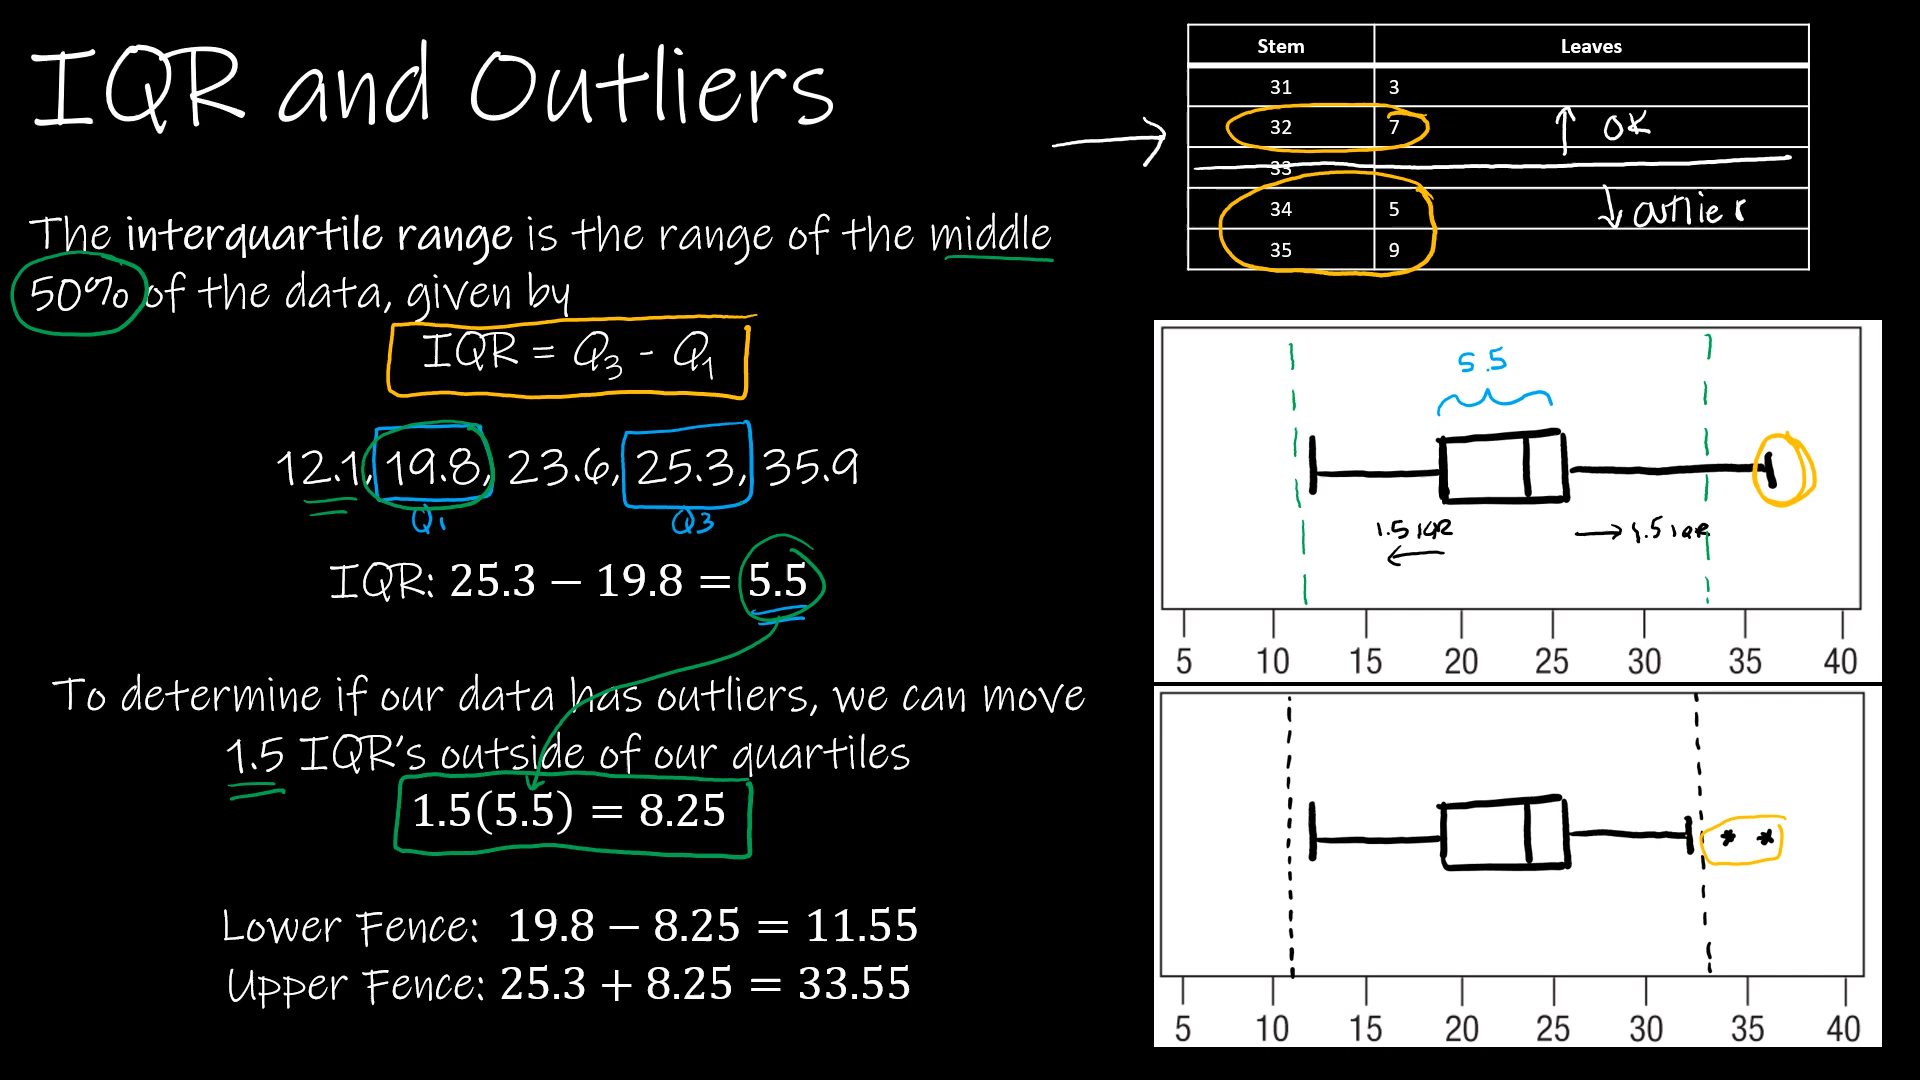 IQR and Outliers
The interquartile range is the range of the middle
50% of the data, given by
IQR = Q₃ - Q₁
12.1, 19.8, 23.6, 25.3, 35.9
Q₁ Q3
IQR: 25.3 − 19.8 = 5.5
To determine if our data has outliers, we can move
1.5 IQR's outside of our quartiles
1.5(5.5) = 8.25
Lower Fence: 19.8 − 8.25 = 11.55
Upper Fence: 25.3 + 8.25 = 33.55
Stem Leaves
31 3
32 7 ↑ OK
33
34 5 ↓ outlier
35 9
5.5
1.5 IQR 1.5 IQR
5 10 15 20 25 30 35 40
* *
5 10 15 20 25 30 35 40